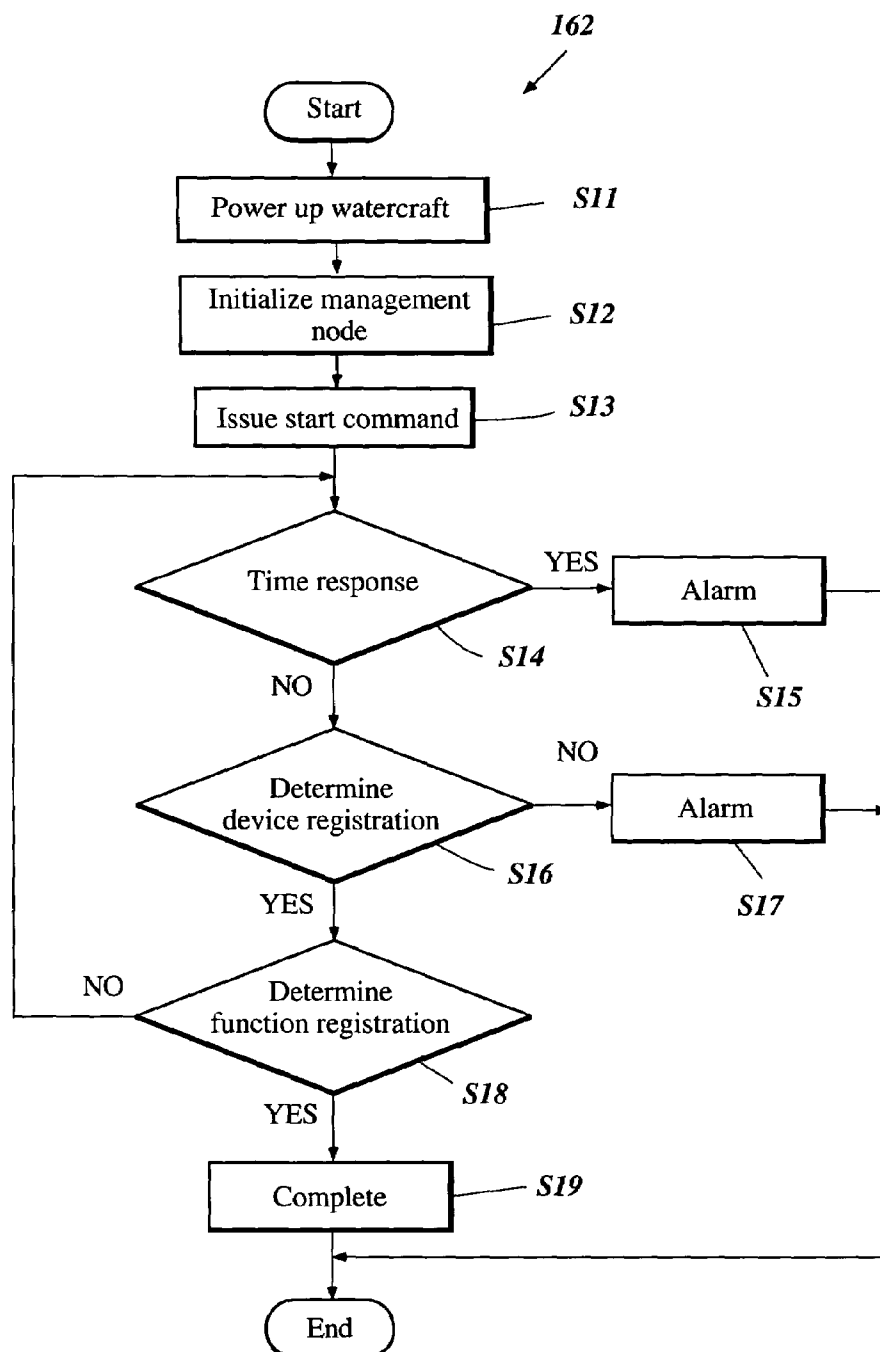 162
Start
Power up watercraft
S11
Initialize management
node
S12
Issue start command
S13
Time response
YES
Alarm
S14
S15
NO
Determine
device registration
NO
Alarm
S16
S17
YES
Determine
function registration
NO
S18
YES
Complete
S19
End